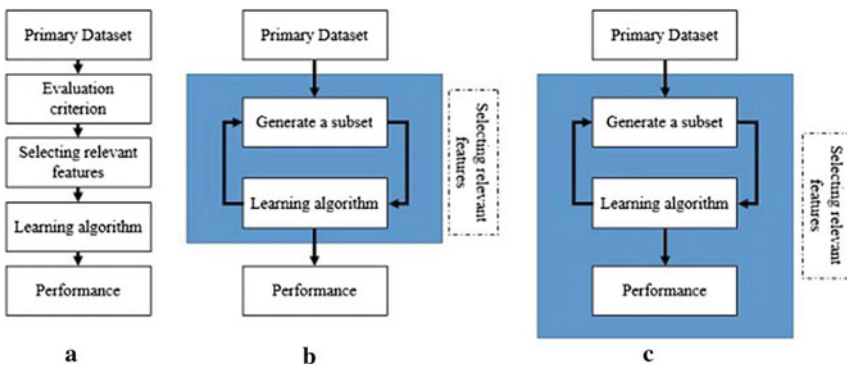 Primary Dataset
Evaluation
criterion
Selecting relevant
features
Learning algorithm
Performance
a
Primary Dataset
Generate a subset
Learning algorithm
Performance
Selecting relevant
features
b
Primary Dataset
Generate a subset
Learning algorithm
Performance
Selecting relevant
features
c